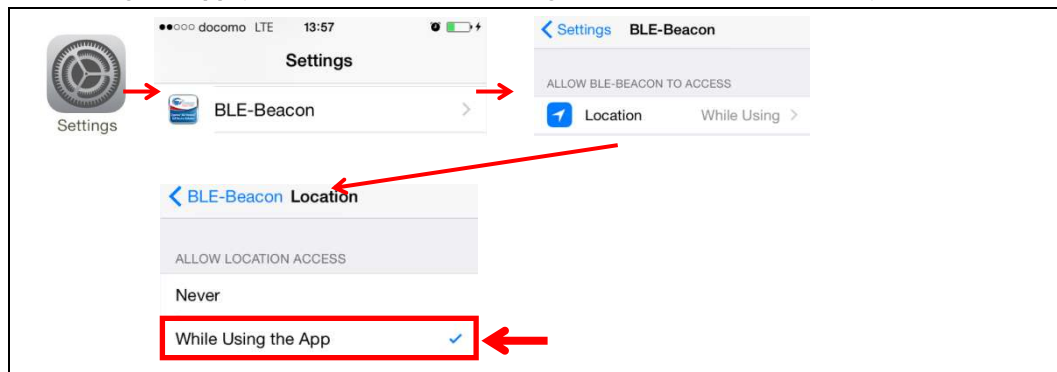 docomo LTE 13:57
Settings
BLE-Beacon
Settings
Settings BLE-Beacon
ALLOW BLE-BEACON TO ACCESS
Location While Using
BLE-Beacon Location
ALLOW LOCATION ACCESS
Never
While Using the App